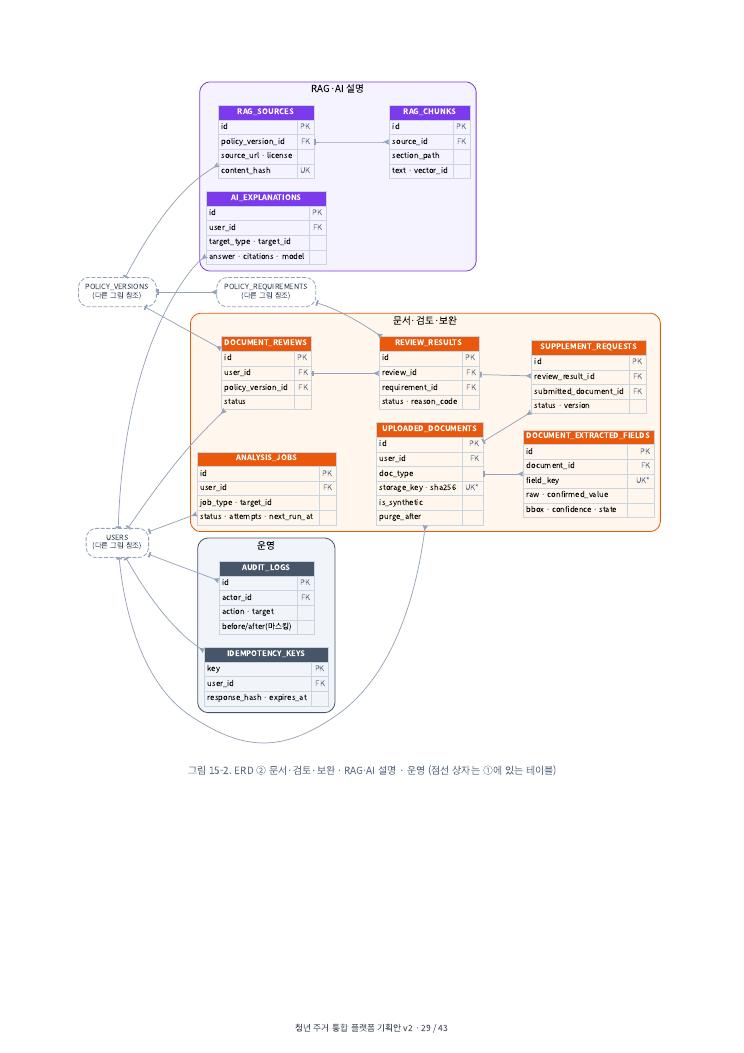 RAG·AI 설명
RAG_SOURCES
id PK
policy_version_id FK
source_url · license
content_hash UK
RAG_CHUNKS
id PK
source_id FK
section_path
text · vector_id
AI_EXPLANATIONS
id PK
user_id FK
target_type · target_id
answer · citations · model
POLICY_VERSIONS
(다른 그림 참조)
POLICY_REQUIREMENTS
(다른 그림 참조)
문서·검토·보완
DOCUMENT_REVIEWS
id PK
user_id FK
policy_version_id FK
status
REVIEW_RESULTS
id PK
review_id FK
requirement_id FK
status · reason_code
SUPPLEMENT_REQUESTS
id PK
review_result_id FK
submitted_document_id FK
status · version
UPLOADED_DOCUMENTS
id PK
user_id FK
doc_type
storage_key · sha256 UK*
is_synthetic
purge_after
DOCUMENT_EXTRACTED_FIELDS
id PK
document_id FK
field_key UK*
raw · confirmed_value
bbox · confidence · state
ANALYSIS_JOBS
id PK
user_id FK
job_type · target_id
status · attempts · next_run_at
USERS
(다른 그림 참조)
운영
AUDIT_LOGS
id PK
actor_id FK
action · target
before/after(마스킹)
IDEMPOTENCY_KEYS
key PK
user_id FK
response_hash · expires_at
그림 15-2. ERD ② 문서·검토·보완 · RAG·AI 설명 · 운영 (점선 상자는 ①에 있는 테이블)
청년 주거 통합 플랫폼 기획안 v2 · 29 / 43